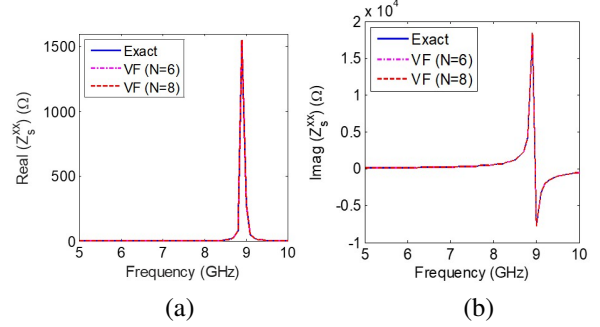 Real (Z_s^xx) (Ω)
1500
1000
500
0
Exact
VF (N=6)
VF (N=8)
5 6 7 8 9 10
Frequency (GHz)
(a)
Imag (Z_s^xx) (Ω)
x 10^4
2
1.5
1
0.5
0
-0.5
-1
Exact
VF (N=6)
VF (N=8)
5 6 7 8 9 10
Frequency (GHz)
(b)